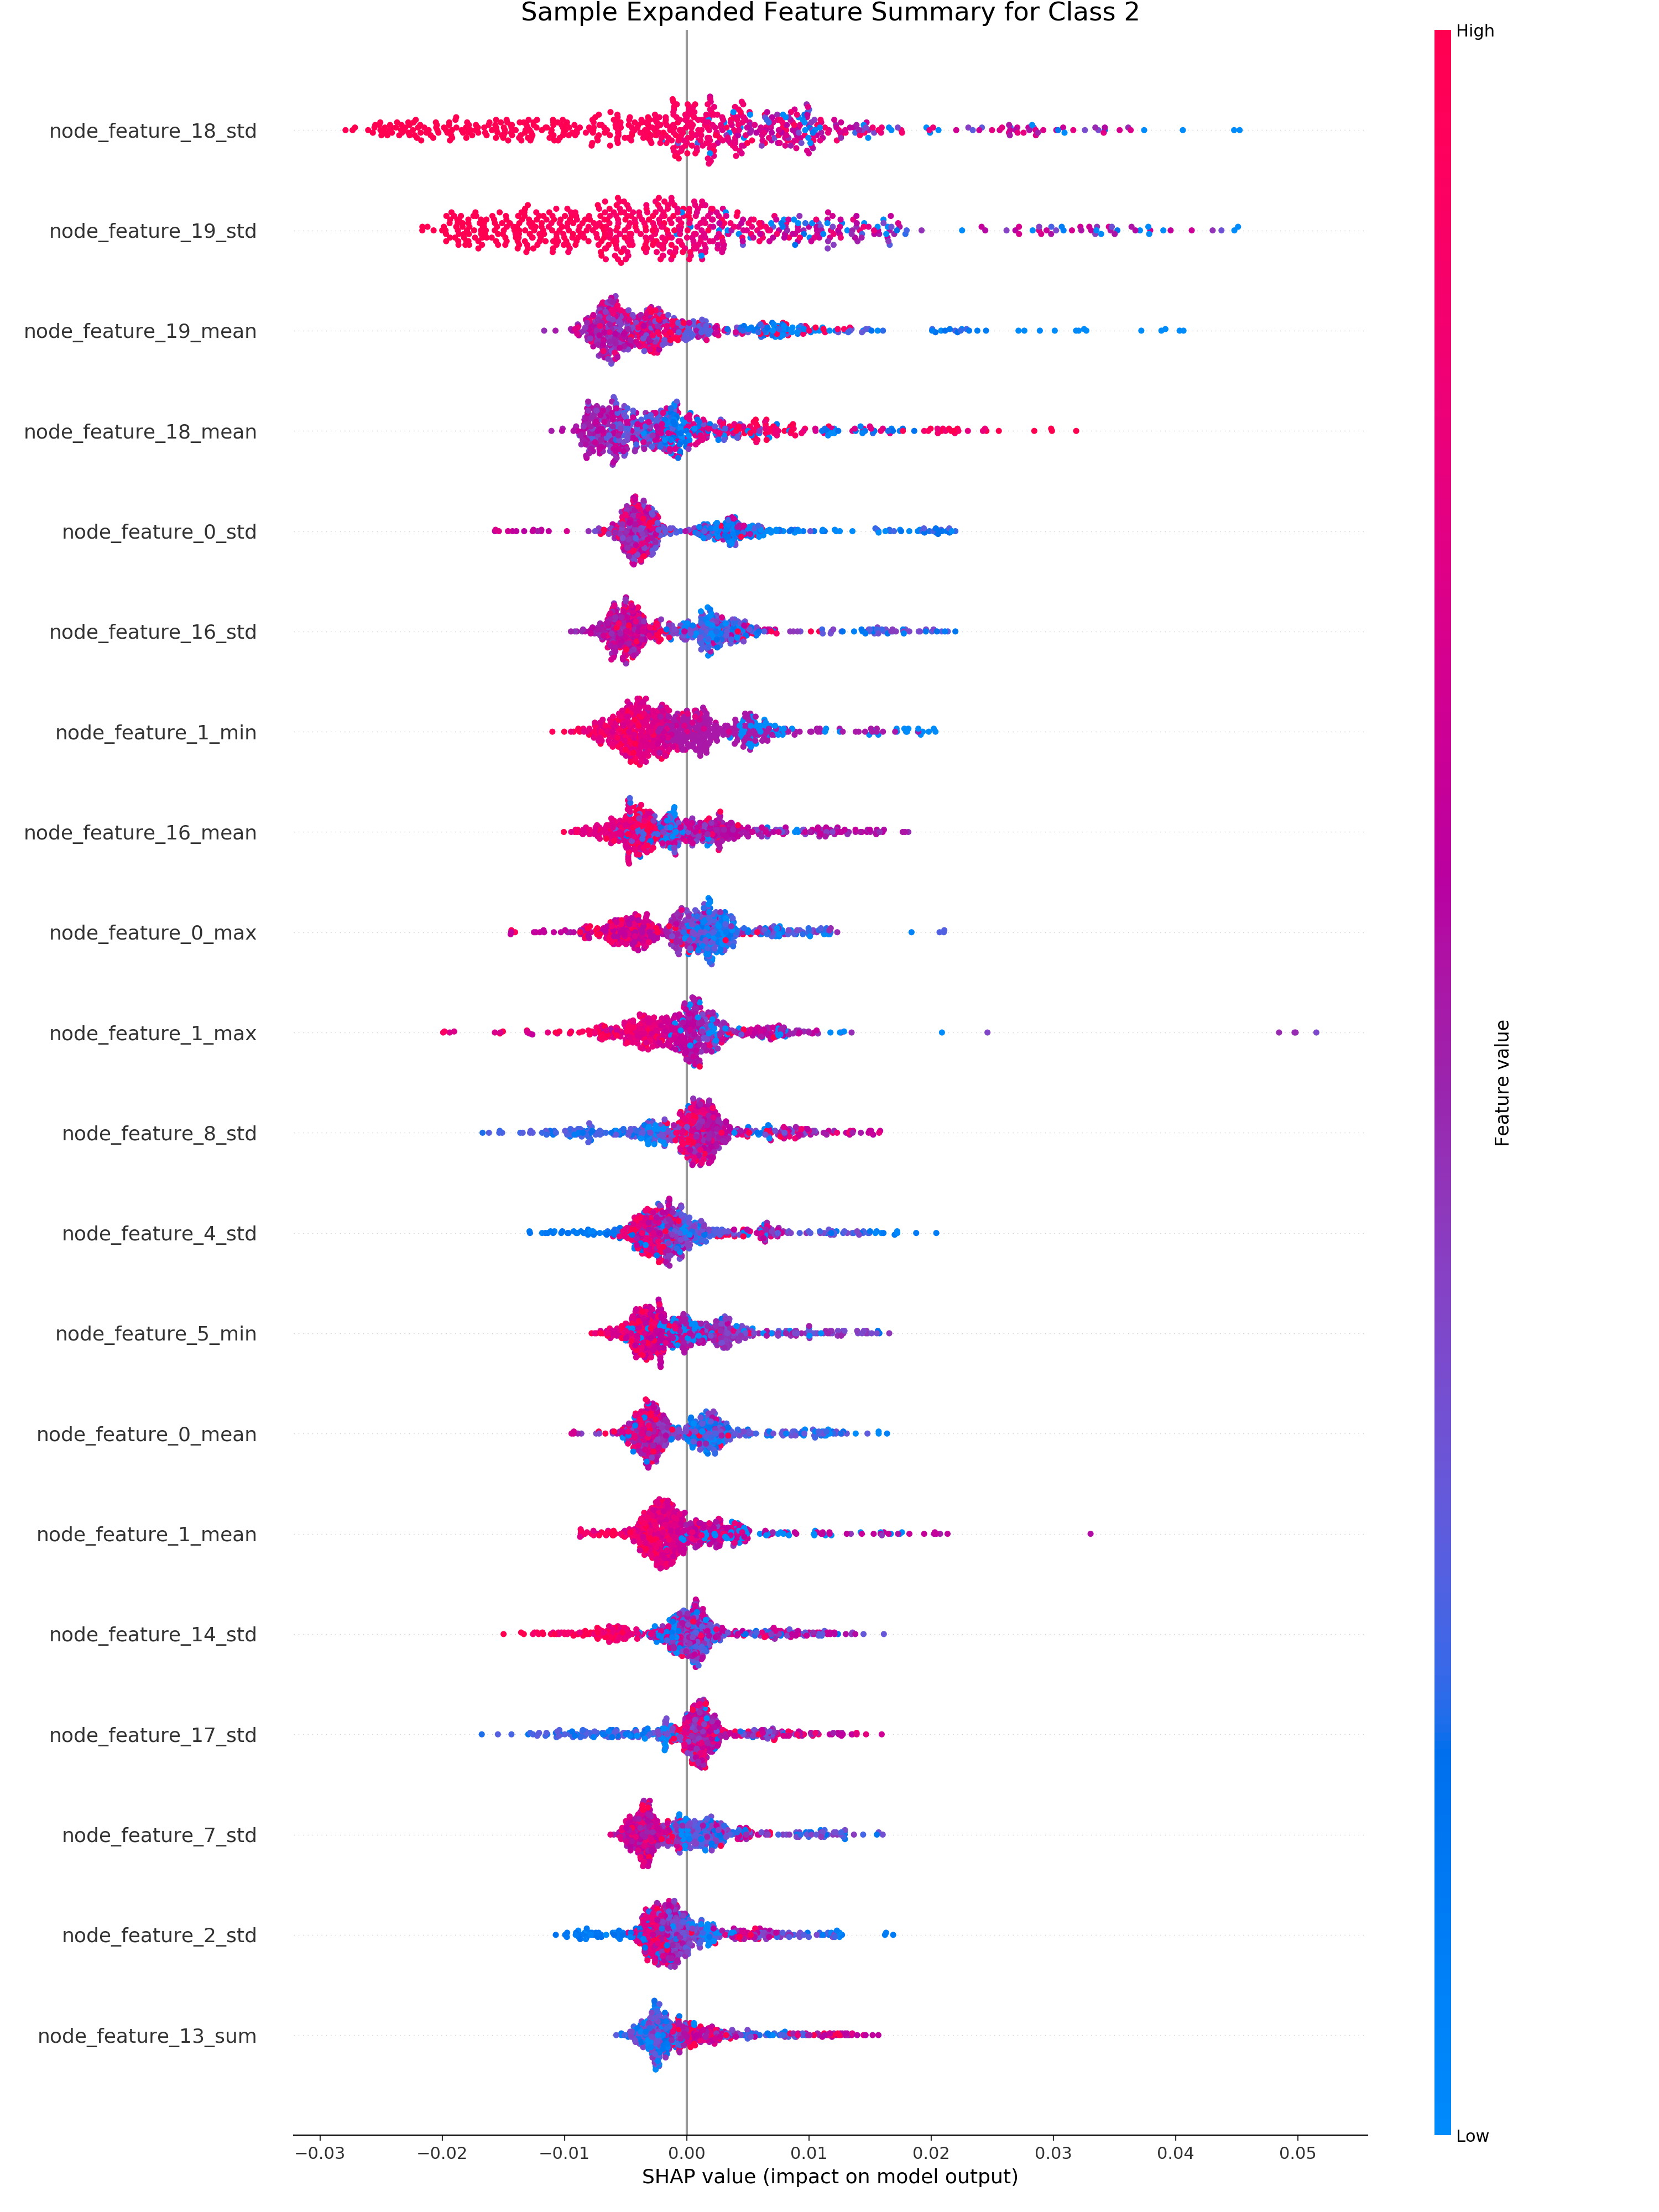 Sample Expanded Feature Summary for Class 2
High
node_feature_18_std
node_feature_19_std
node_feature_19_mean
node_feature_18_mean
node_feature_0_std
node_feature_16_std
node_feature_1_min
node_feature_16_mean
node_feature_0_max
node_feature_1_max
node_feature_8_std
node_feature_4_std
node_feature_5_min
node_feature_0_mean
node_feature_1_mean
node_feature_14_std
node_feature_17_std
node_feature_7_std
node_feature_2_std
node_feature_13_sum
Feature value
Low
−0.03 −0.02 −0.01 0.00 0.01 0.02 0.03 0.04 0.05
SHAP value (impact on model output)